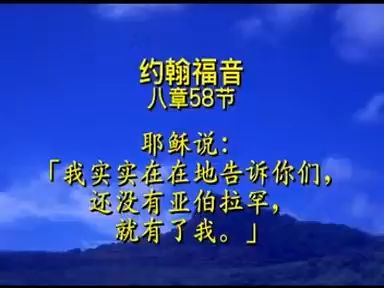 约翰福音
八章58节
耶稣说:
「我实实在在地告诉你们,
还没有亚伯拉罕,
就有了我。」